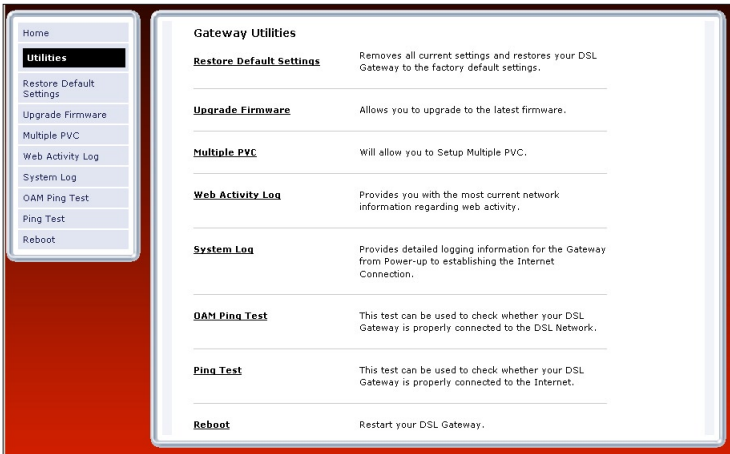 Home
Utilities
Restore Default
Settings
Upgrade Firmware
Multiple PVC
Web Activity Log
System Log
OAM Ping Test
Ping Test
Reboot
Gateway Utilities
Restore Default Settings
Removes all current settings and restores your DSL
Gateway to the factory default settings.
Upgrade Firmware
Allows you to upgrade to the latest firmware.
Multiple PVC
Will allow you to Setup Multiple PVC.
Web Activity Log
Provides you with the most current network
information regarding web activity.
System Log
Provides detailed logging information for the Gateway
from Power-up to establishing the Internet
Connection.
OAM Ping Test
This test can be used to check whether your DSL
Gateway is properly connected to the DSL Network.
Ping Test
This test can be used to check whether your DSL
Gateway is properly connected to the Internet.
Reboot
Restart your DSL Gateway.